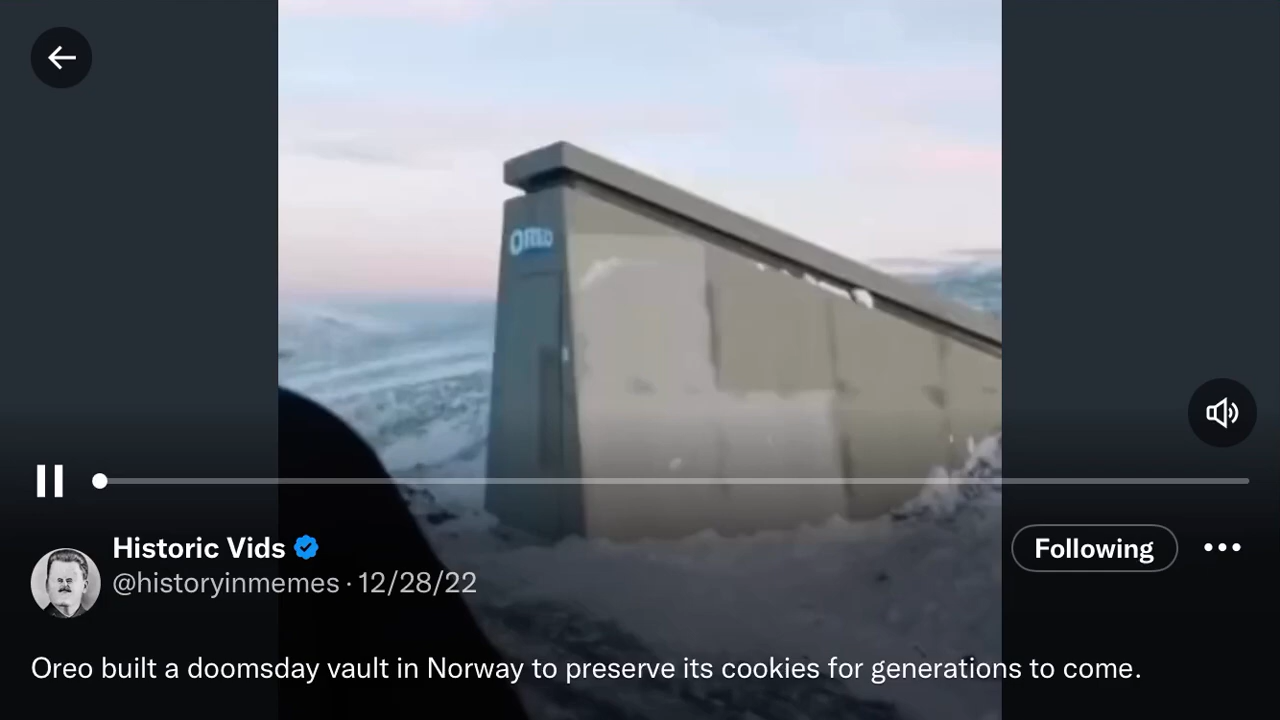 OREO
Historic Vids
@historyinmemes · 12/28/22
Following
Oreo built a doomsday vault in Norway to preserve its cookies for generations to come.